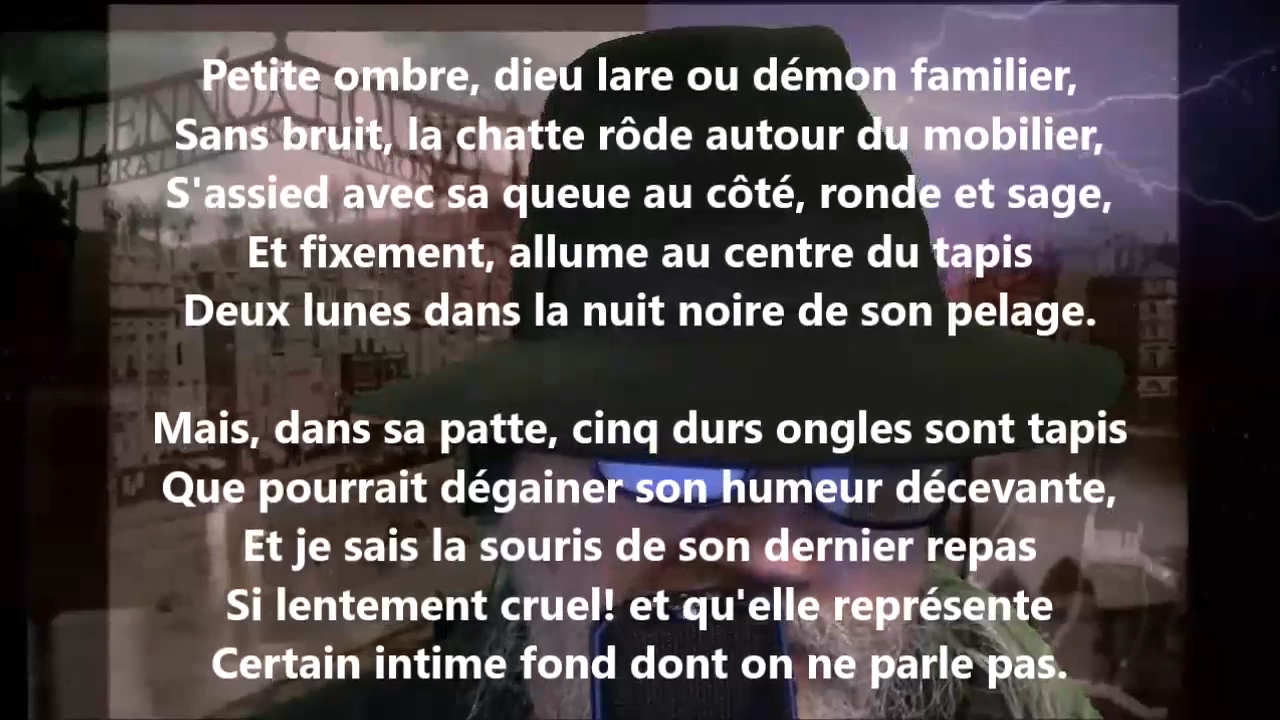 Petite ombre, dieu lare ou démon familier,
Sans bruit, la chatte rôde autour du mobilier,
S'assied avec sa queue au côté, ronde et sage,
Et fixement, allume au centre du tapis
Deux lunes dans la nuit noire de son pelage.
Mais, dans sa patte, cinq durs ongles sont tapis
Que pourrait dégainer son humeur décevante,
Et je sais la souris de son dernier repas
Si lentement cruel! et qu'elle représente
Certain intime fond dont on ne parle pas.